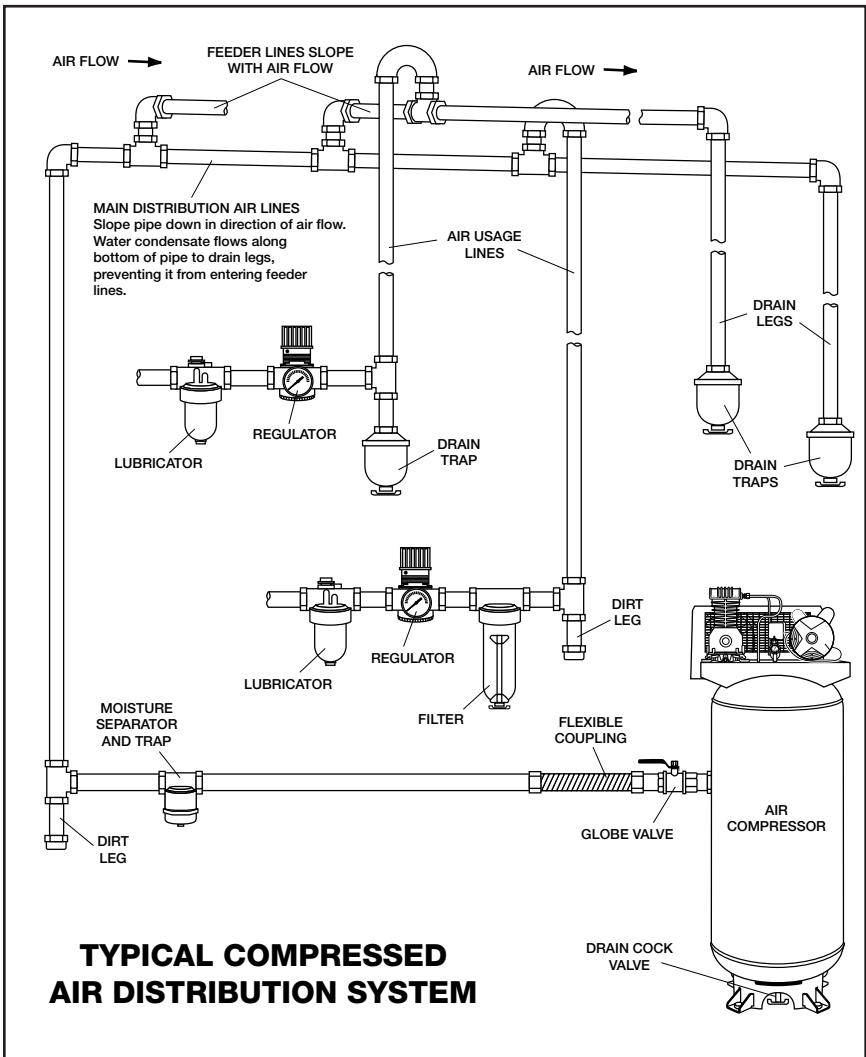 AIR FLOW
FEEDER LINES SLOPE
WITH AIR FLOW
AIR FLOW
MAIN DISTRIBUTION AIR LINES
Slope pipe down in direction of air flow.
Water condensate flows along
bottom of pipe to drain legs,
preventing it from entering feeder
lines.
AIR USAGE
LINES
DRAIN
LEGS
LUBRICATOR
REGULATOR
DRAIN
TRAP
DRAIN
TRAPS
LUBRICATOR
REGULATOR
FILTER
DIRT
LEG
MOISTURE
SEPARATOR
AND TRAP
FLEXIBLE
COUPLING
GLOBE VALVE
AIR
COMPRESSOR
DIRT
LEG
DRAIN COCK
VALVE
TYPICAL COMPRESSED
AIR DISTRIBUTION SYSTEM